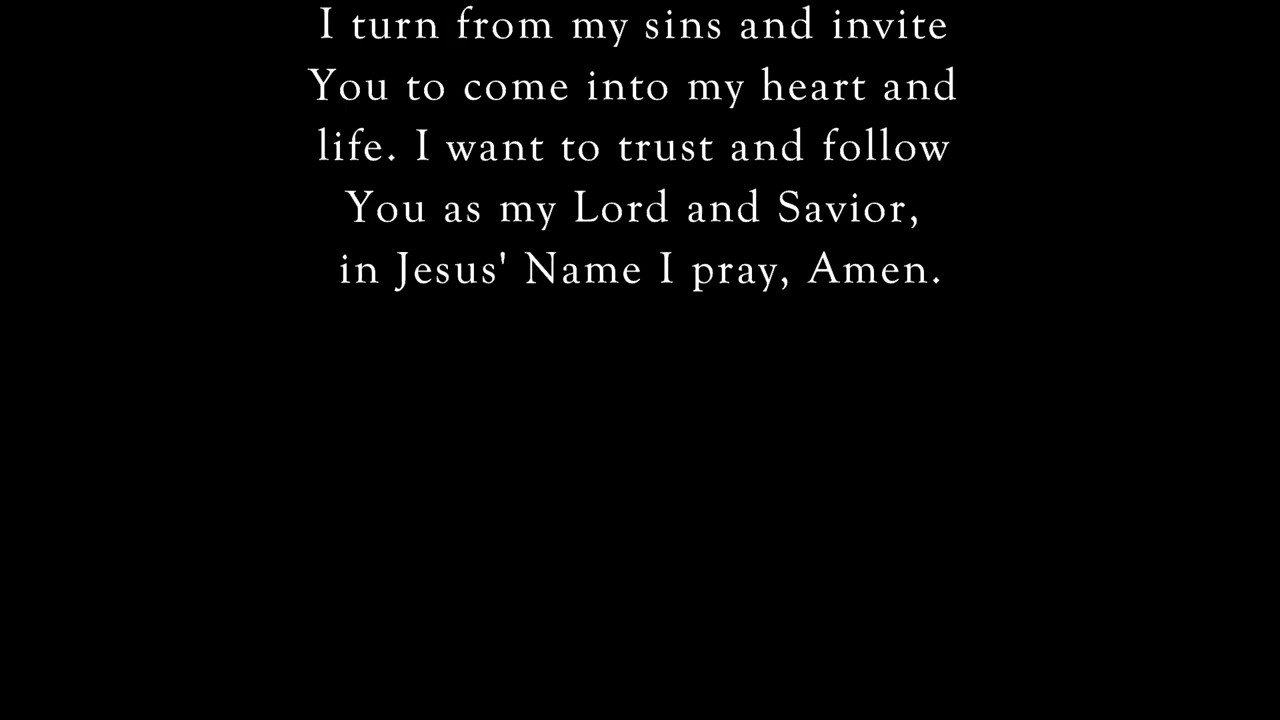 I turn from my sins and invite
You to come into my heart and
life. I want to trust and follow
You as my Lord and Savior,
in Jesus' Name I pray, Amen.